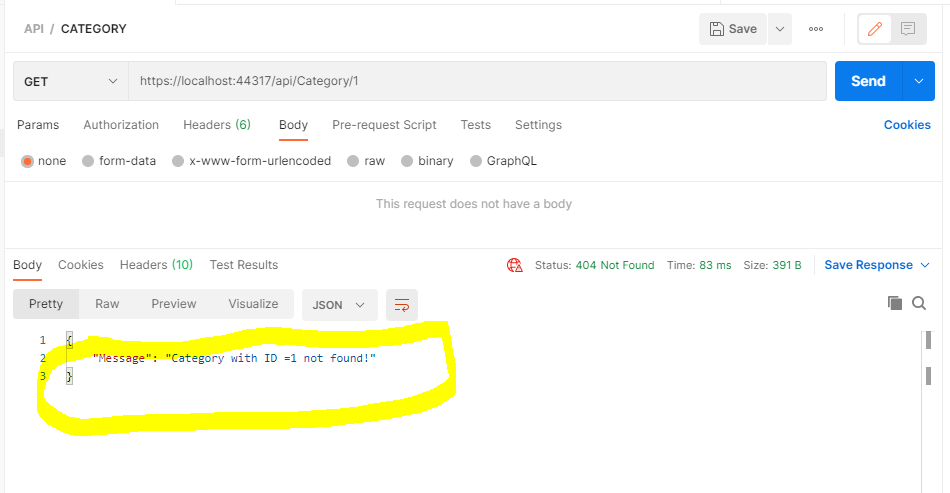 API / CATEGORY Save
GET https://localhost:44317/api/Category/1 Send
Params Authorization Headers (6) Body Pre-request Script Tests Settings Cookies
none form-data x-www-form-urlencoded raw binary GraphQL
This request does not have a body
Body Cookies Headers (10) Test Results Status: 404 Not Found Time: 83 ms Size: 391 B Save Response
Pretty Raw Preview Visualize JSON
1 {
2 "Message": "Category with ID =1 not found!"
3 }